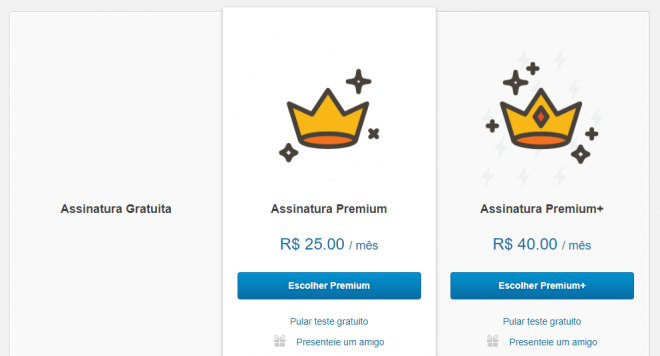 Assinatura Gratuita
Assinatura Premium
R$ 25.00 / mês
Escolher Premium
Pular teste gratuito
Presenteie um amigo
Assinatura Premium+
R$ 40.00 / mês
Escolher Premium+
Pular teste gratuito
Presenteie um amigo